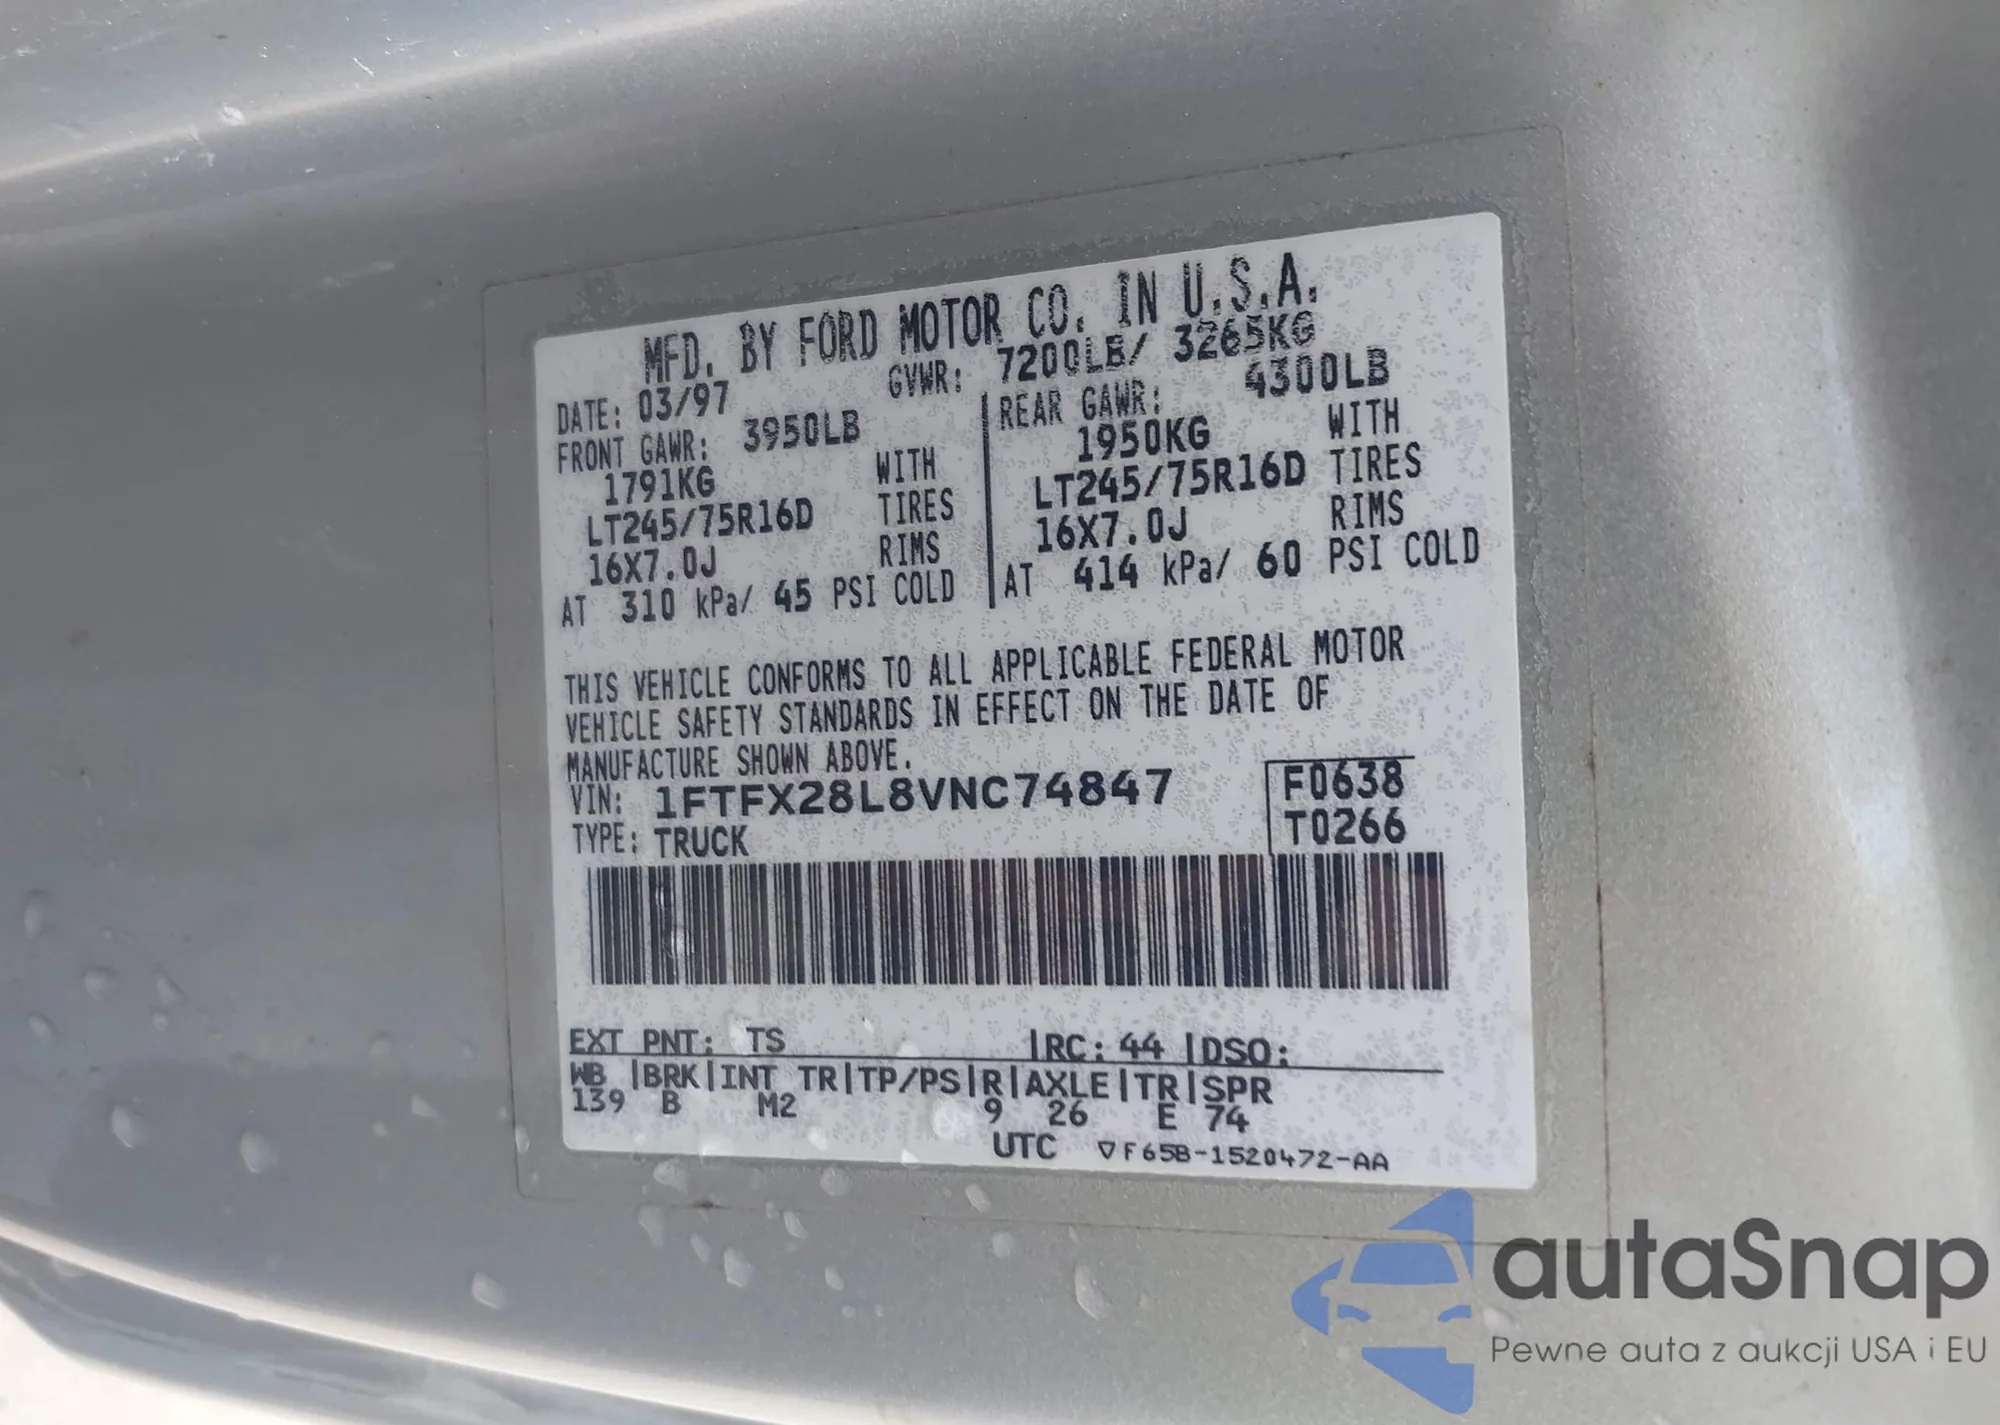 MFD. BY FORD MOTOR CO. IN U.S.A.
DATE: 03/97 GVWR: 7200LB/ 3265KG
FRONT GAWR: 3950LB REAR GAWR: 4300LB
1791KG WITH 1950KG WITH
LT245/75R16D TIRES LT245/75R16D TIRES
16X7.0J RIMS 16X7.0J RIMS
AT 310 kPa/ 45 PSI COLD AT 414 kPa/ 60 PSI COLD
THIS VEHICLE CONFORMS TO ALL APPLICABLE FEDERAL MOTOR
VEHICLE SAFETY STANDARDS IN EFFECT ON THE DATE OF
MANUFACTURE SHOWN ABOVE.
VIN: 1FTFX28L8VNC74847 F0638
TYPE: TRUCK T0266
EXT PNT: TS |RC: 44 |DSO:
WB |BRK|INT TR|TP/PS|R|AXLE|TR|SPR
139 B M2 9 26 E 74
UTC ▽F65B-1520472-AA
autaSnap
Pewne auta z aukcji USA i EU